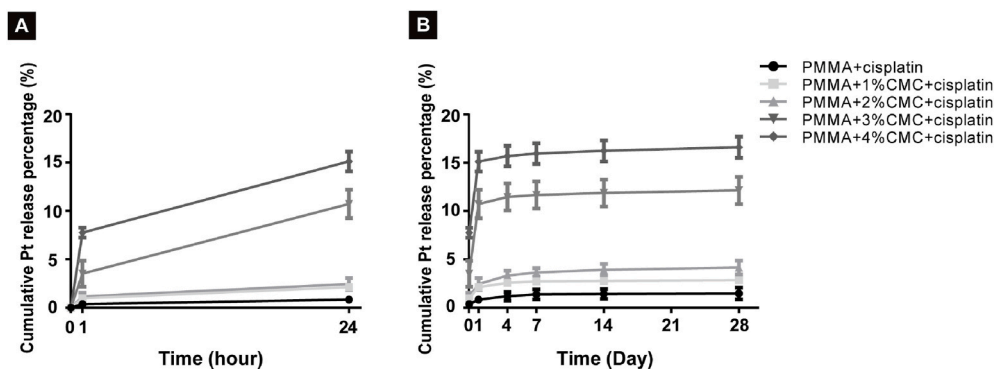 A
Cumulative Pt release percentage (%)
20
15
10
5
0
0 1 24
Time (hour)
B
Cumulative Pt release percentage (%)
20
15
10
5
0
0 1 4 7 14 21 28
Time (Day)
PMMA+cisplatin
PMMA+1%CMC+cisplatin
PMMA+2%CMC+cisplatin
PMMA+3%CMC+cisplatin
PMMA+4%CMC+cisplatin